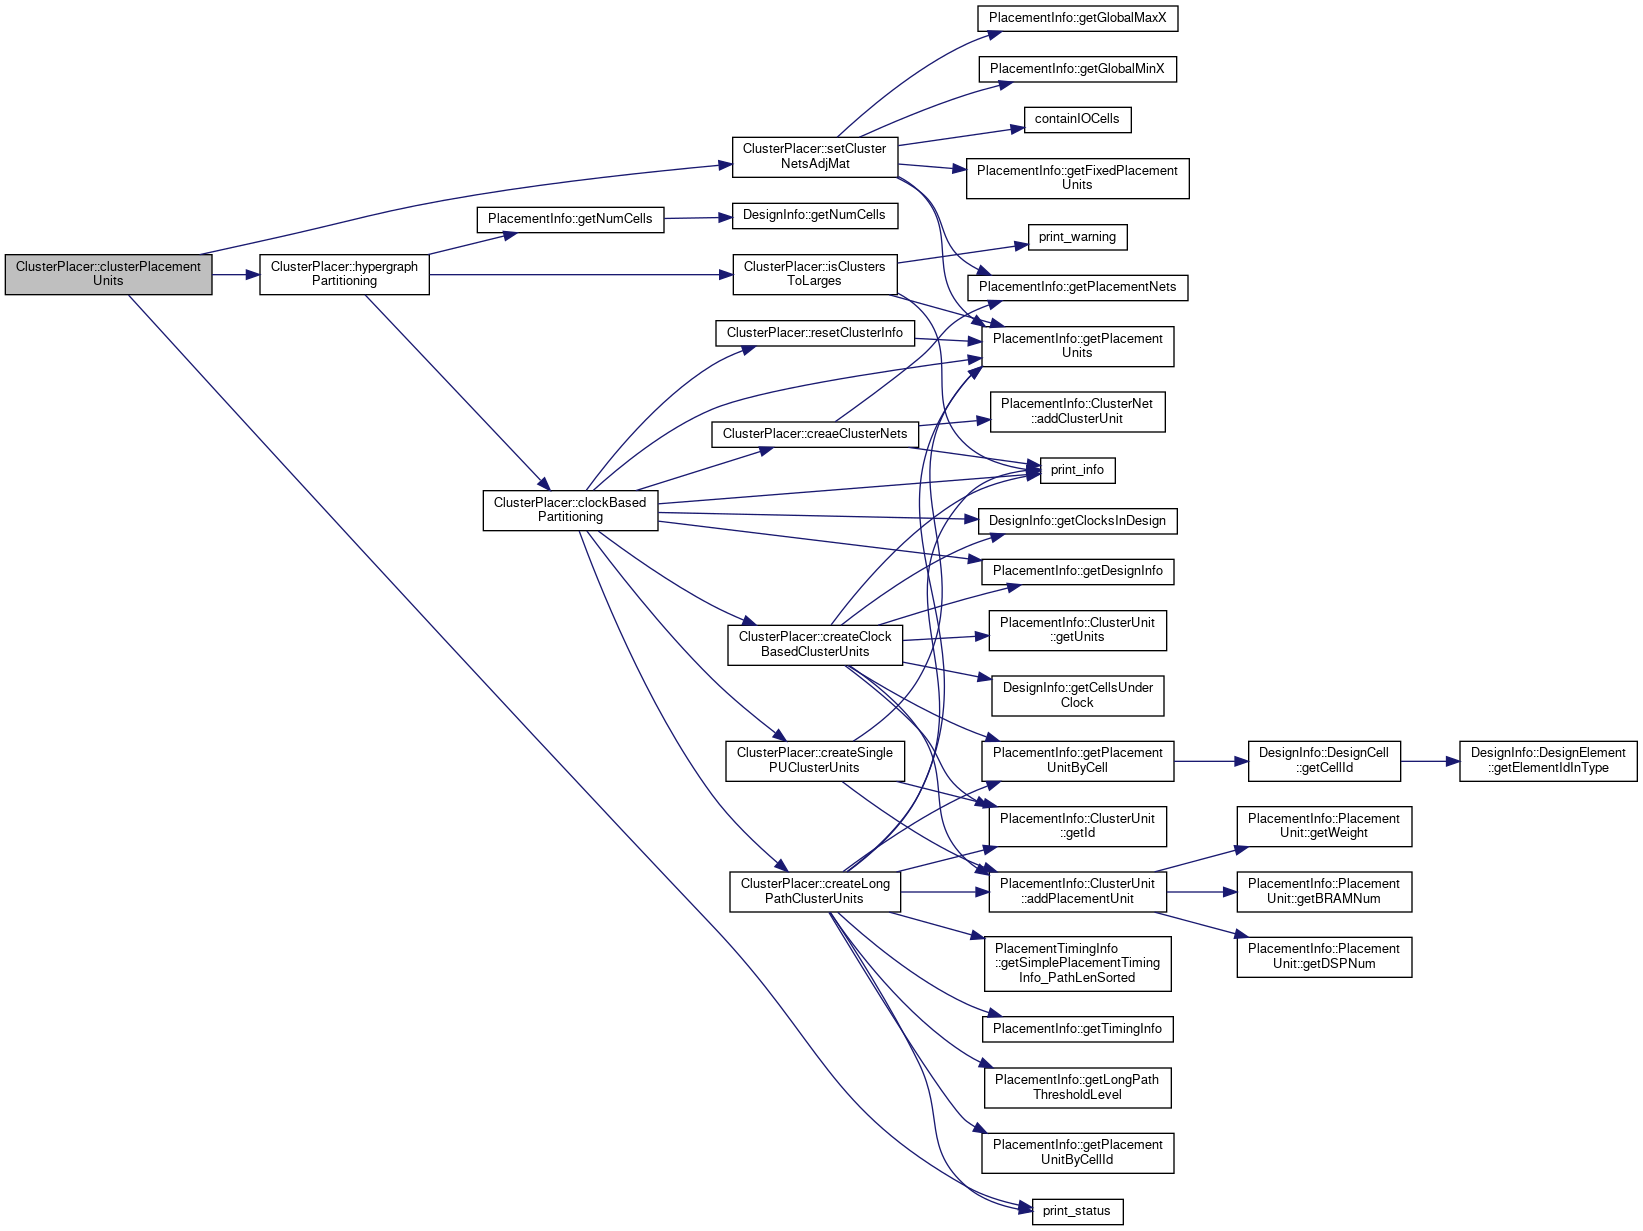 PlacementInfo::getGlobalMaxX
PlacementInfo::getGlobalMinX
containIOCells
ClusterPlacer::setCluster
NetsAdjMat
PlacementInfo::getFixedPlacement
Units
PlacementInfo::getNumCells
DesignInfo::getNumCells
print_warning
ClusterPlacer::clusterPlacement
Units
ClusterPlacer::hypergraph
Partitioning
ClusterPlacer::isClusters
ToLarges
PlacementInfo::getPlacementNets
ClusterPlacer::resetClusterInfo
PlacementInfo::getPlacement
Units
PlacementInfo::ClusterNet
::addClusterUnit
ClusterPlacer::creaeClusterNets
print_info
ClusterPlacer::clockBased
Partitioning
DesignInfo::getClocksInDesign
PlacementInfo::getDesignInfo
PlacementInfo::ClusterUnit
::getUnits
ClusterPlacer::createClock
BasedClusterUnits
DesignInfo::getCellsUnder
Clock
ClusterPlacer::createSingle
PUClusterUnits
PlacementInfo::getPlacement
UnitByCell
DesignInfo::DesignCell
::getCellId
DesignInfo::DesignElement
::getElementIdInType
PlacementInfo::ClusterUnit
::getId
PlacementInfo::Placement
Unit::getWeight
ClusterPlacer::createLong
PathClusterUnits
PlacementInfo::ClusterUnit
::addPlacementUnit
PlacementInfo::Placement
Unit::getBRAMNum
PlacementTimingInfo
::getSimplePlacementTiming
Info_PathLenSorted
PlacementInfo::Placement
Unit::getDSPNum
PlacementInfo::getTimingInfo
PlacementInfo::getLongPath
ThresholdLevel
PlacementInfo::getPlacement
UnitByCellId
print_status